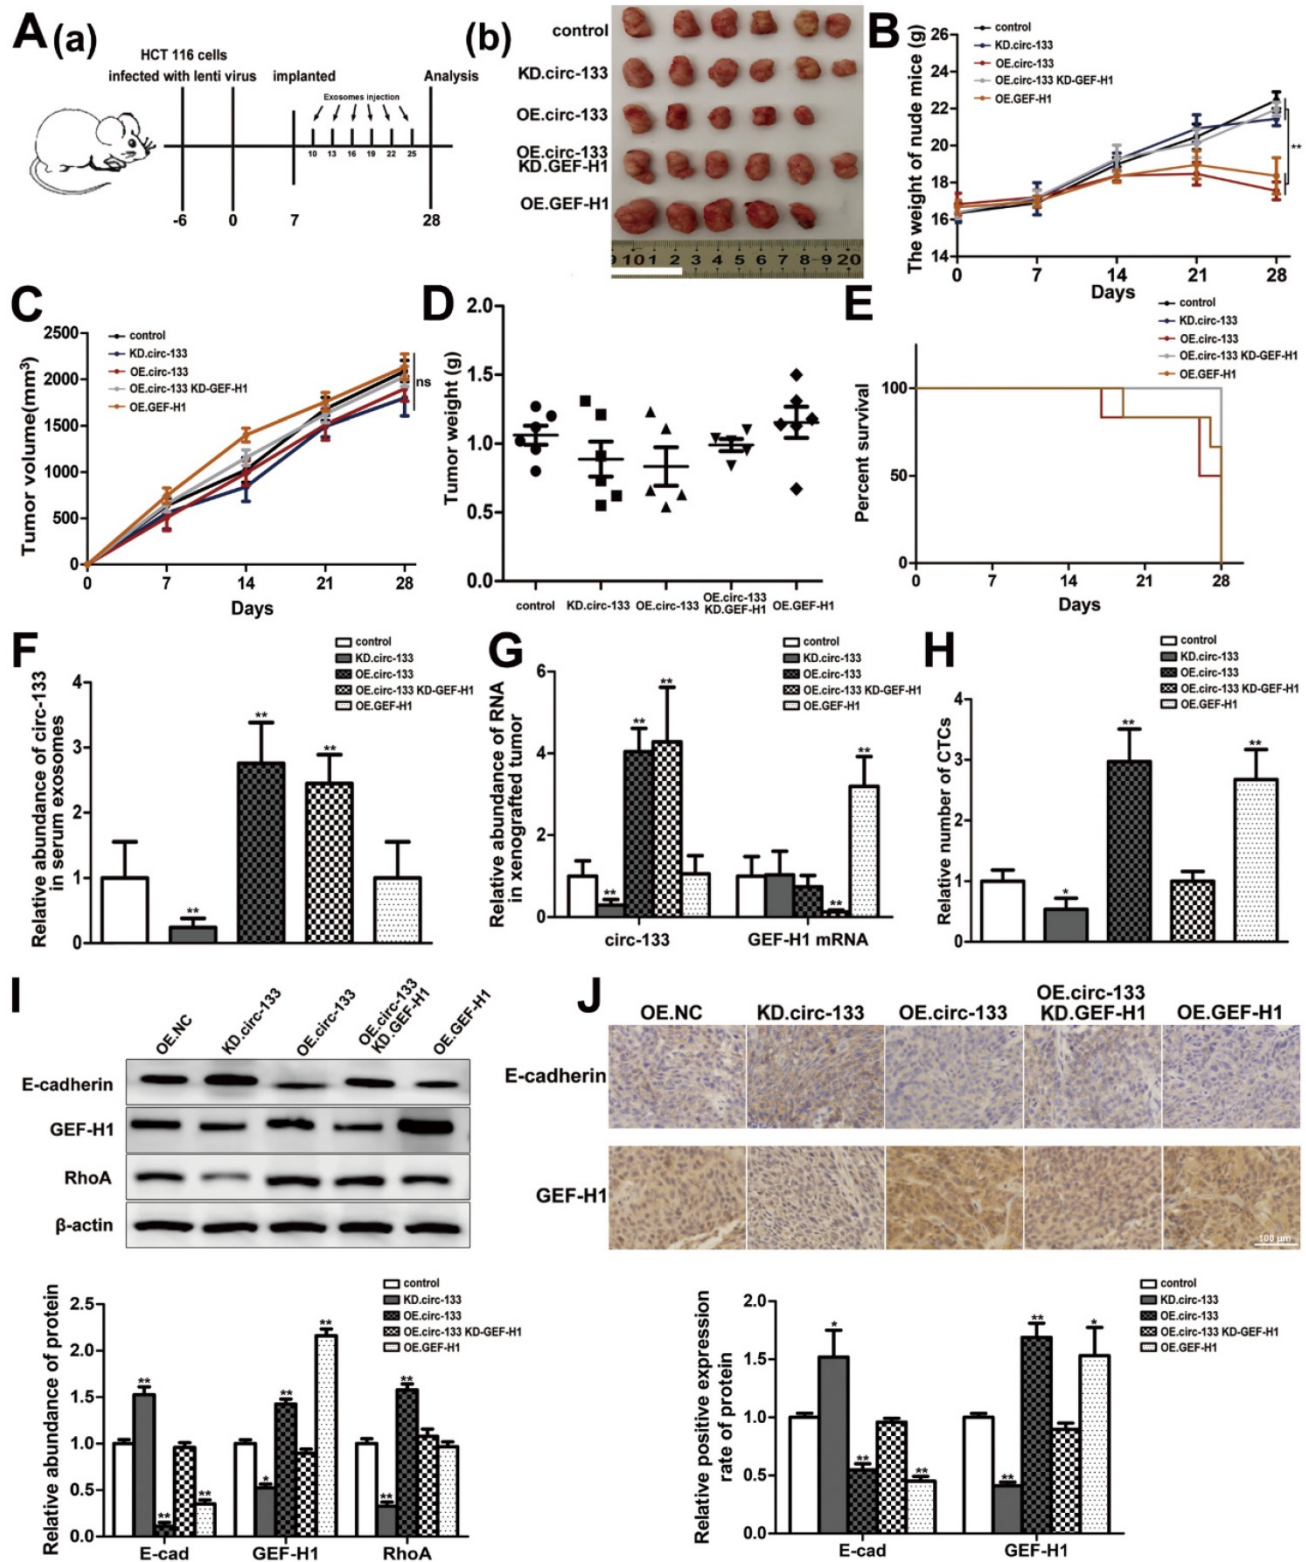 A (a)
HCT 116 cells
infected with lenti virus
implanted
Analysis
Exosomes injection
10 13 16 19 22 25
-6 0 7 28
(b)
control
KD.circ-133
OE.circ-133
OE.circ-133
KD.GEF-H1
OE.GEF-H1
9 10 1 2 3 4 5 6 7 8 9 20
B
The weight of nude mice (g)
26
24
22
20
18
16
14
control
KD.circ-133
OE.circ-133
OE.circ-133 KD-GEF-H1
OE.GEF-H1
**
0 7 14 21 28
Days
C
Tumor volume(mm³)
2500
2000
1500
1000
500
0
control
KD.circ-133
OE.circ-133
OE.circ-133 KD-GEF-H1
OE.GEF-H1
ns
0 7 14 21 28
Days
D
Tumor weight (g)
2.0
1.5
1.0
0.5
0.0
control KD.circ-133 OE.circ-133 OE.circ-133 KD.GEF-H1 OE.GEF-H1
E
Percent survival
100
50
0
control
KD.circ-133
OE.circ-133
OE.circ-133 KD-GEF-H1
OE.GEF-H1
0 7 14 21 28
Days
F
Relative abundance of circ-133
in serum exosomes
4
3
2
1
0
control
KD.circ-133
OE.circ-133
OE.circ-133 KD-GEF-H1
OE.GEF-H1
** ** **
G
Relative abundance of RNA
in xenografted tumor
6
4
2
0
control
KD.circ-133
OE.circ-133
OE.circ-133 KD-GEF-H1
OE.GEF-H1
** ** ** ** **
circ-133 GEF-H1 mRNA
H
Relative number of CTCs
4
3
2
1
0
control
KD.circ-133
OE.circ-133
OE.circ-133 KD-GEF-H1
OE.GEF-H1
* ** **
I
OE.NC KD.circ-133 OE.circ-133 OE.circ-133 KD.GEF-H1 OE.GEF-H1
E-cadherin
GEF-H1
RhoA
β-actin
Relative abundance of protein
2.5
2.0
1.5
1.0
0.5
0.0
control
KD.circ-133
OE.circ-133
OE.circ-133 KD-GEF-H1
OE.GEF-H1
** ** ** * ** ** ** **
E-cad GEF-H1 RhoA
J
OE.NC KD.circ-133 OE.circ-133 OE.circ-133 KD.GEF-H1 OE.GEF-H1
E-cadherin
GEF-H1
100 μm
Relative positive expression
rate of protein
2.0
1.5
1.0
0.5
0.0
control
KD.circ-133
OE.circ-133
OE.circ-133 KD-GEF-H1
OE.GEF-H1
* ** ** ** ** *
E-cad GEF-H1